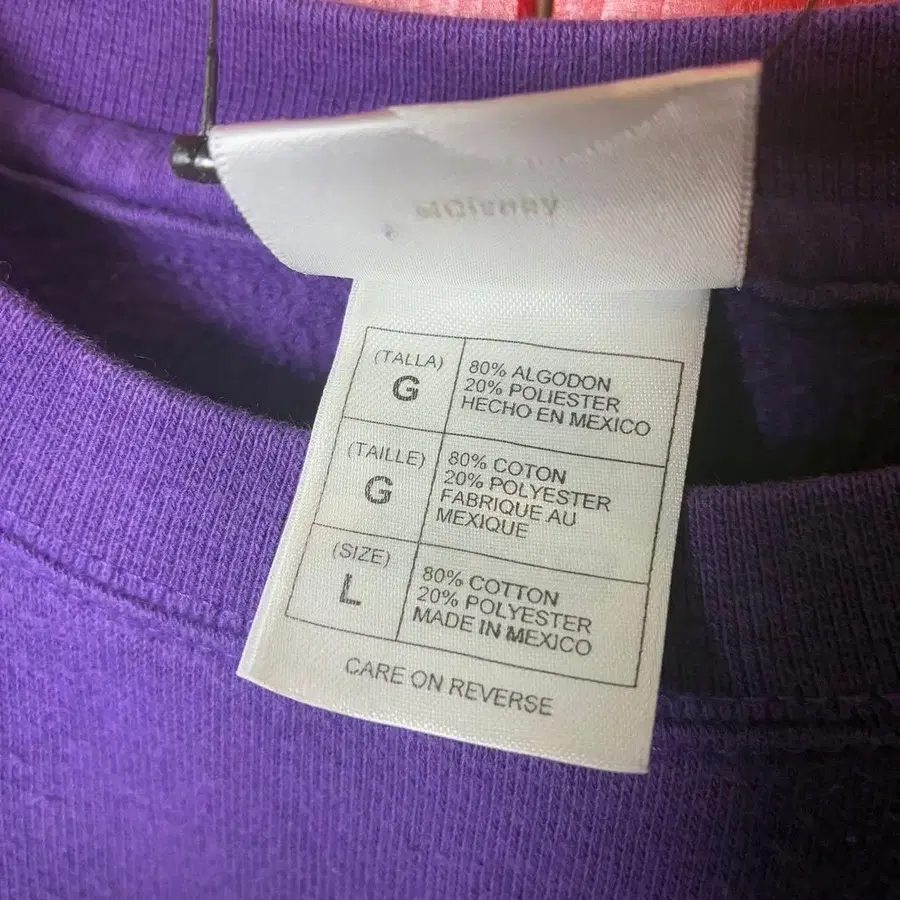 ©Disney
(TALLA)
G
80% ALGODON
20% POLIESTER
HECHO EN MEXICO
(TAILLE)
G
80% COTON
20% POLYESTER
FABRIQUE AU
MEXIQUE
(SIZE)
L
80% COTTON
20% POLYESTER
MADE IN MEXICO
CARE ON REVERSE